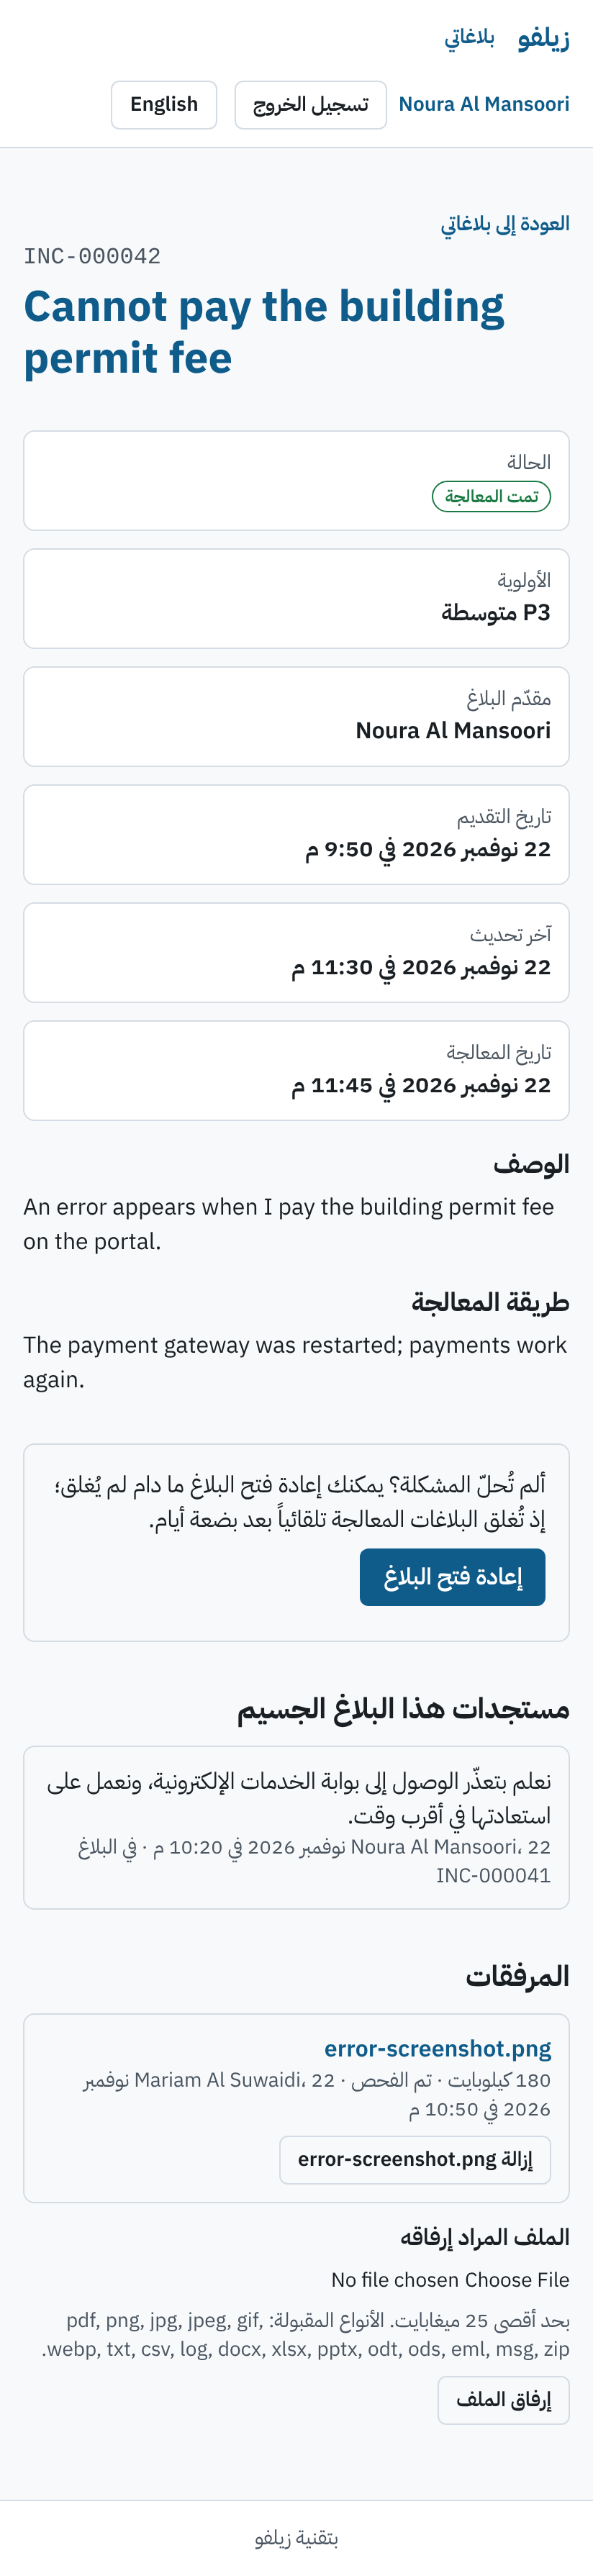 زيلفو بلاغاتي
Noura Al Mansoori تسجيل الخروج English
العودة إلى بلاغاتي
INC-000042
Cannot pay the building
permit fee
الحالة
تمت المعالجة
الأولوية
P3 متوسطة
مقدّم البلاغ
Noura Al Mansoori
تاريخ التقديم
22 نوفمبر 2026 في 9:50 م
آخر تحديث
22 نوفمبر 2026 في 11:30 م
تاريخ المعالجة
22 نوفمبر 2026 في 11:45 م
الوصف
An error appears when I pay the building permit fee
on the portal.
طريقة المعالجة
The payment gateway was restarted; payments work
again.
ألم تُحلّ المشكلة؟ يمكنك إعادة فتح البلاغ ما دام لم يُغلق؛
إذ تُغلق البلاغات المعالجة تلقائياً بعد بضعة أيام.
إعادة فتح البلاغ
مستجدات هذا البلاغ الجسيم
نعلم بتعذّر الوصول إلى بوابة الخدمات الإلكترونية، ونعمل على
استعادتها في أقرب وقت.
Noura Al Mansoori، 22 نوفمبر 2026 في 10:20 م · في البلاغ
INC-000041
المرفقات
error-screenshot.png
180 كيلوبايت · تم الفحص · Mariam Al Suwaidi، 22 نوفمبر
2026 في 10:50 م
إزالة error-screenshot.png
الملف المراد إرفاقه
Choose File No file chosen
بحد أقصى 25 ميغابايت. الأنواع المقبولة: pdf, png, jpg, jpeg, gif,
webp, txt, csv, log, docx, xlsx, pptx, odt, ods, eml, msg, zip.
إرفاق الملف
بتقنية زيلفو